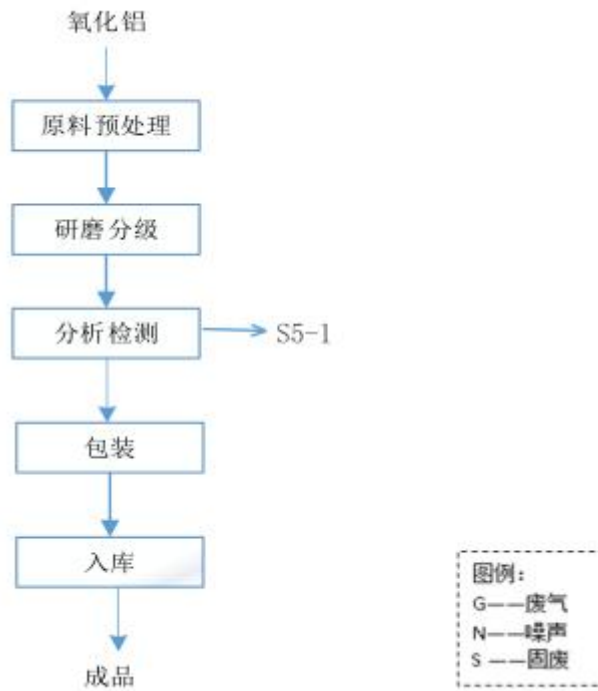 氧化铝
原料预处理
研磨分级
分析检测
S5-1
包装
入库
成品
图例：
G——废气
N——噪声
S ——固废